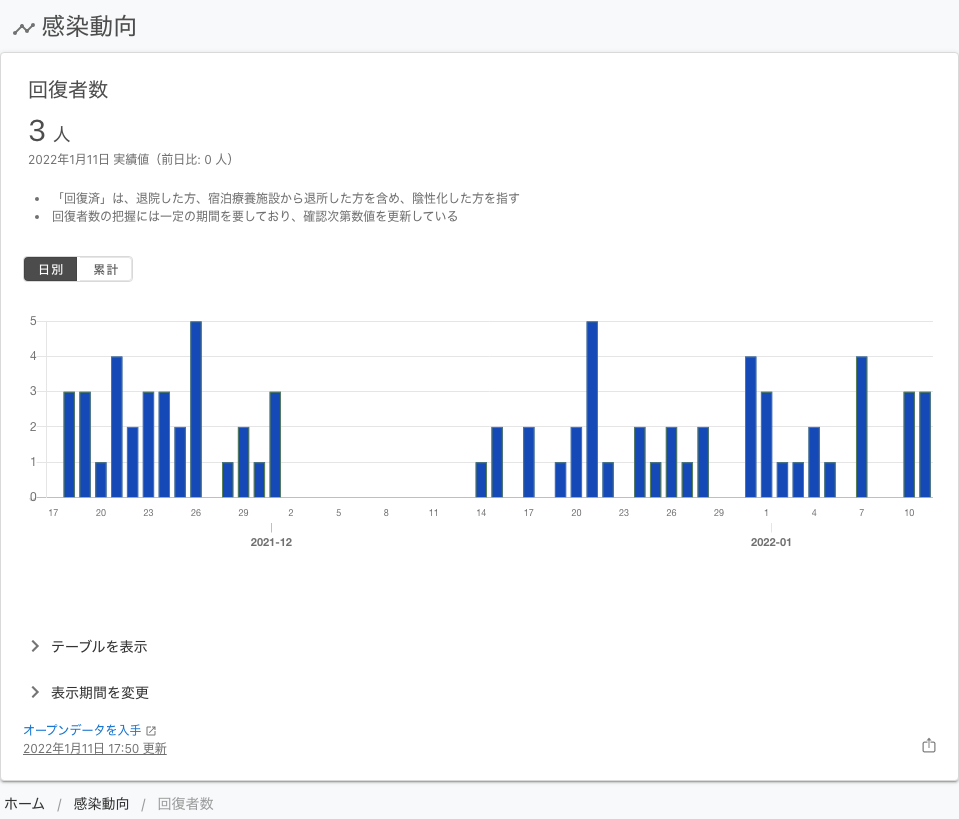 感染動向
回復者数
3 人
2022年1月11日 実績値（前日比: 0 人）
• 「回復済」は、退院した方、宿泊療養施設から退所した方を含め、陰性化した方を指す
• 回復者数の把握には一定の期間を要しており、確認次第数値を更新している
日別 累計
5
4
3
2
1
0
17 20 23 26 29 2 5 8 11 14 17 20 23 26 29 1 4 7 10
2021-12 2022-01
テーブルを表示
表示期間を変更
オープンデータを入手
2022年1月11日 17:50 更新
ホーム / 感染動向 / 回復者数